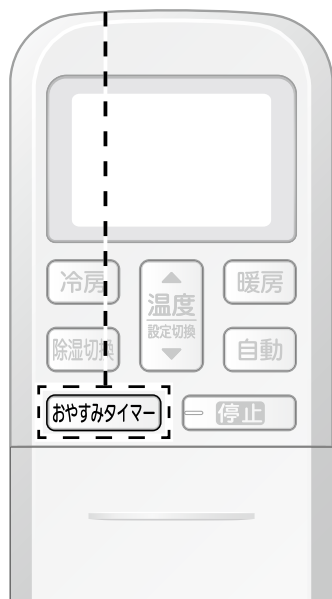 冷房
温度
設定切換
暖房
除湿切換
自動
おやすみタイマー
停止